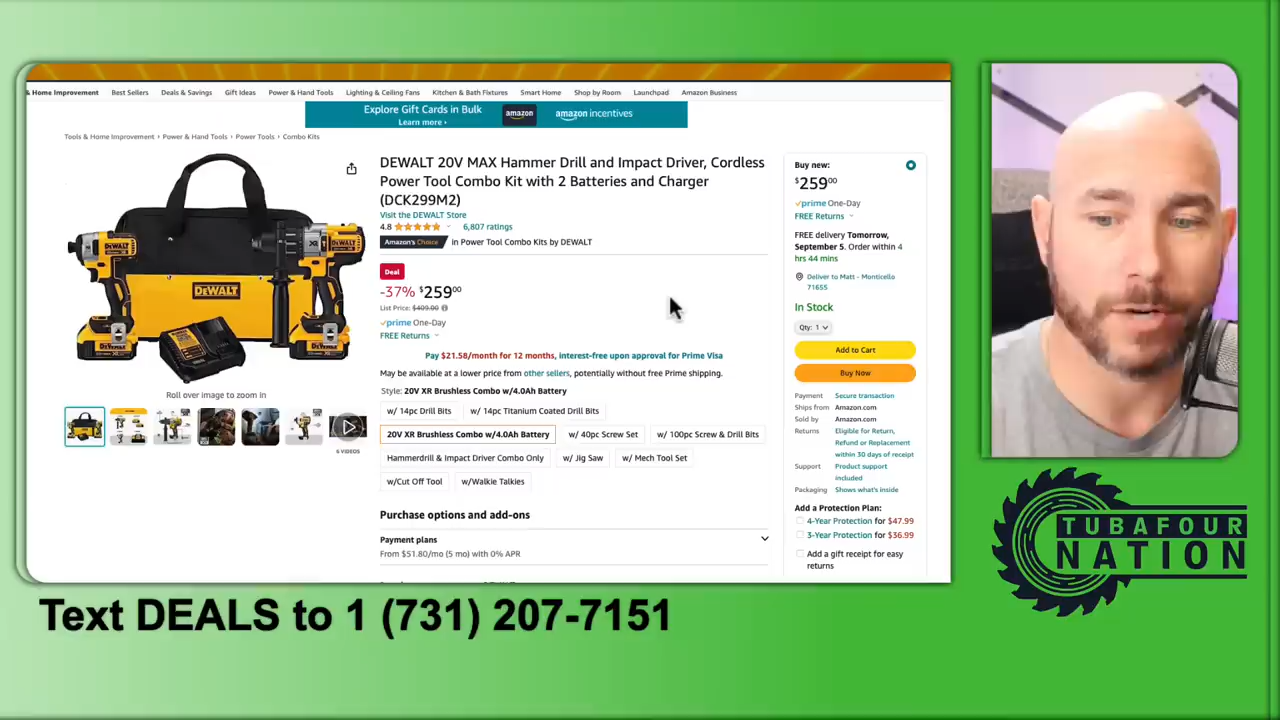 & Home Improvement Best Sellers Deals & Savings Gift Ideas Power & Hand Tools Lighting & Ceiling Fans Kitchen & Bath Fixtures Smart Home Shop by Room Launchpad Amazon Business
Explore Gift Cards in Bulk
Learn more ›
amazon
amazon incentives
Tools & Home Improvement › Power & Hand Tools › Power Tools › Combo Kits
DEWALT
Roll over image to zoom in
6 VIDEOS
DEWALT 20V MAX Hammer Drill and Impact Driver, Cordless
Power Tool Combo Kit with 2 Batteries and Charger
(DCK299M2)
Visit the DEWALT Store
4.8 6,807 ratings
Amazon's Choice in Power Tool Combo Kits by DEWALT
Deal
-37% $25900
List Price: $409.00
prime One-Day
FREE Returns
Pay $21.58/month for 12 months, interest-free upon approval for Prime Visa
May be available at a lower price from other sellers, potentially without free Prime shipping.
Style: 20V XR Brushless Combo w/4.0Ah Battery
w/ 14pc Drill Bits w/ 14pc Titanium Coated Drill Bits
20V XR Brushless Combo w/4.0Ah Battery w/ 40pc Screw Set w/ 100pc Screw & Drill Bits
Hammerdrill & Impact Driver Combo Only w/ Jig Saw w/ Mech Tool Set
w/Cut Off Tool w/Walkie Talkies
Purchase options and add-ons
Payment plans
From $51.80/mo (5 mo) with 0% APR
Buy new:
$25900
prime One-Day
FREE Returns
FREE delivery Tomorrow,
September 5. Order within 4
hrs 44 mins
Deliver to Matt - Monticello
71655
In Stock
Qty: 1
Add to Cart
Buy Now
Payment Secure transaction
Ships from Amazon.com
Sold by Amazon.com
Returns Eligible for Return,
Refund or Replacement
within 30 days of receipt
Support Product support
included
Packaging Shows what's inside
Add a Protection Plan:
4-Year Protection for $47.99
3-Year Protection for $36.99
Add a gift receipt for easy
returns
TUBAFOUR
NATION
Text DEALS to 1 (731) 207-7151